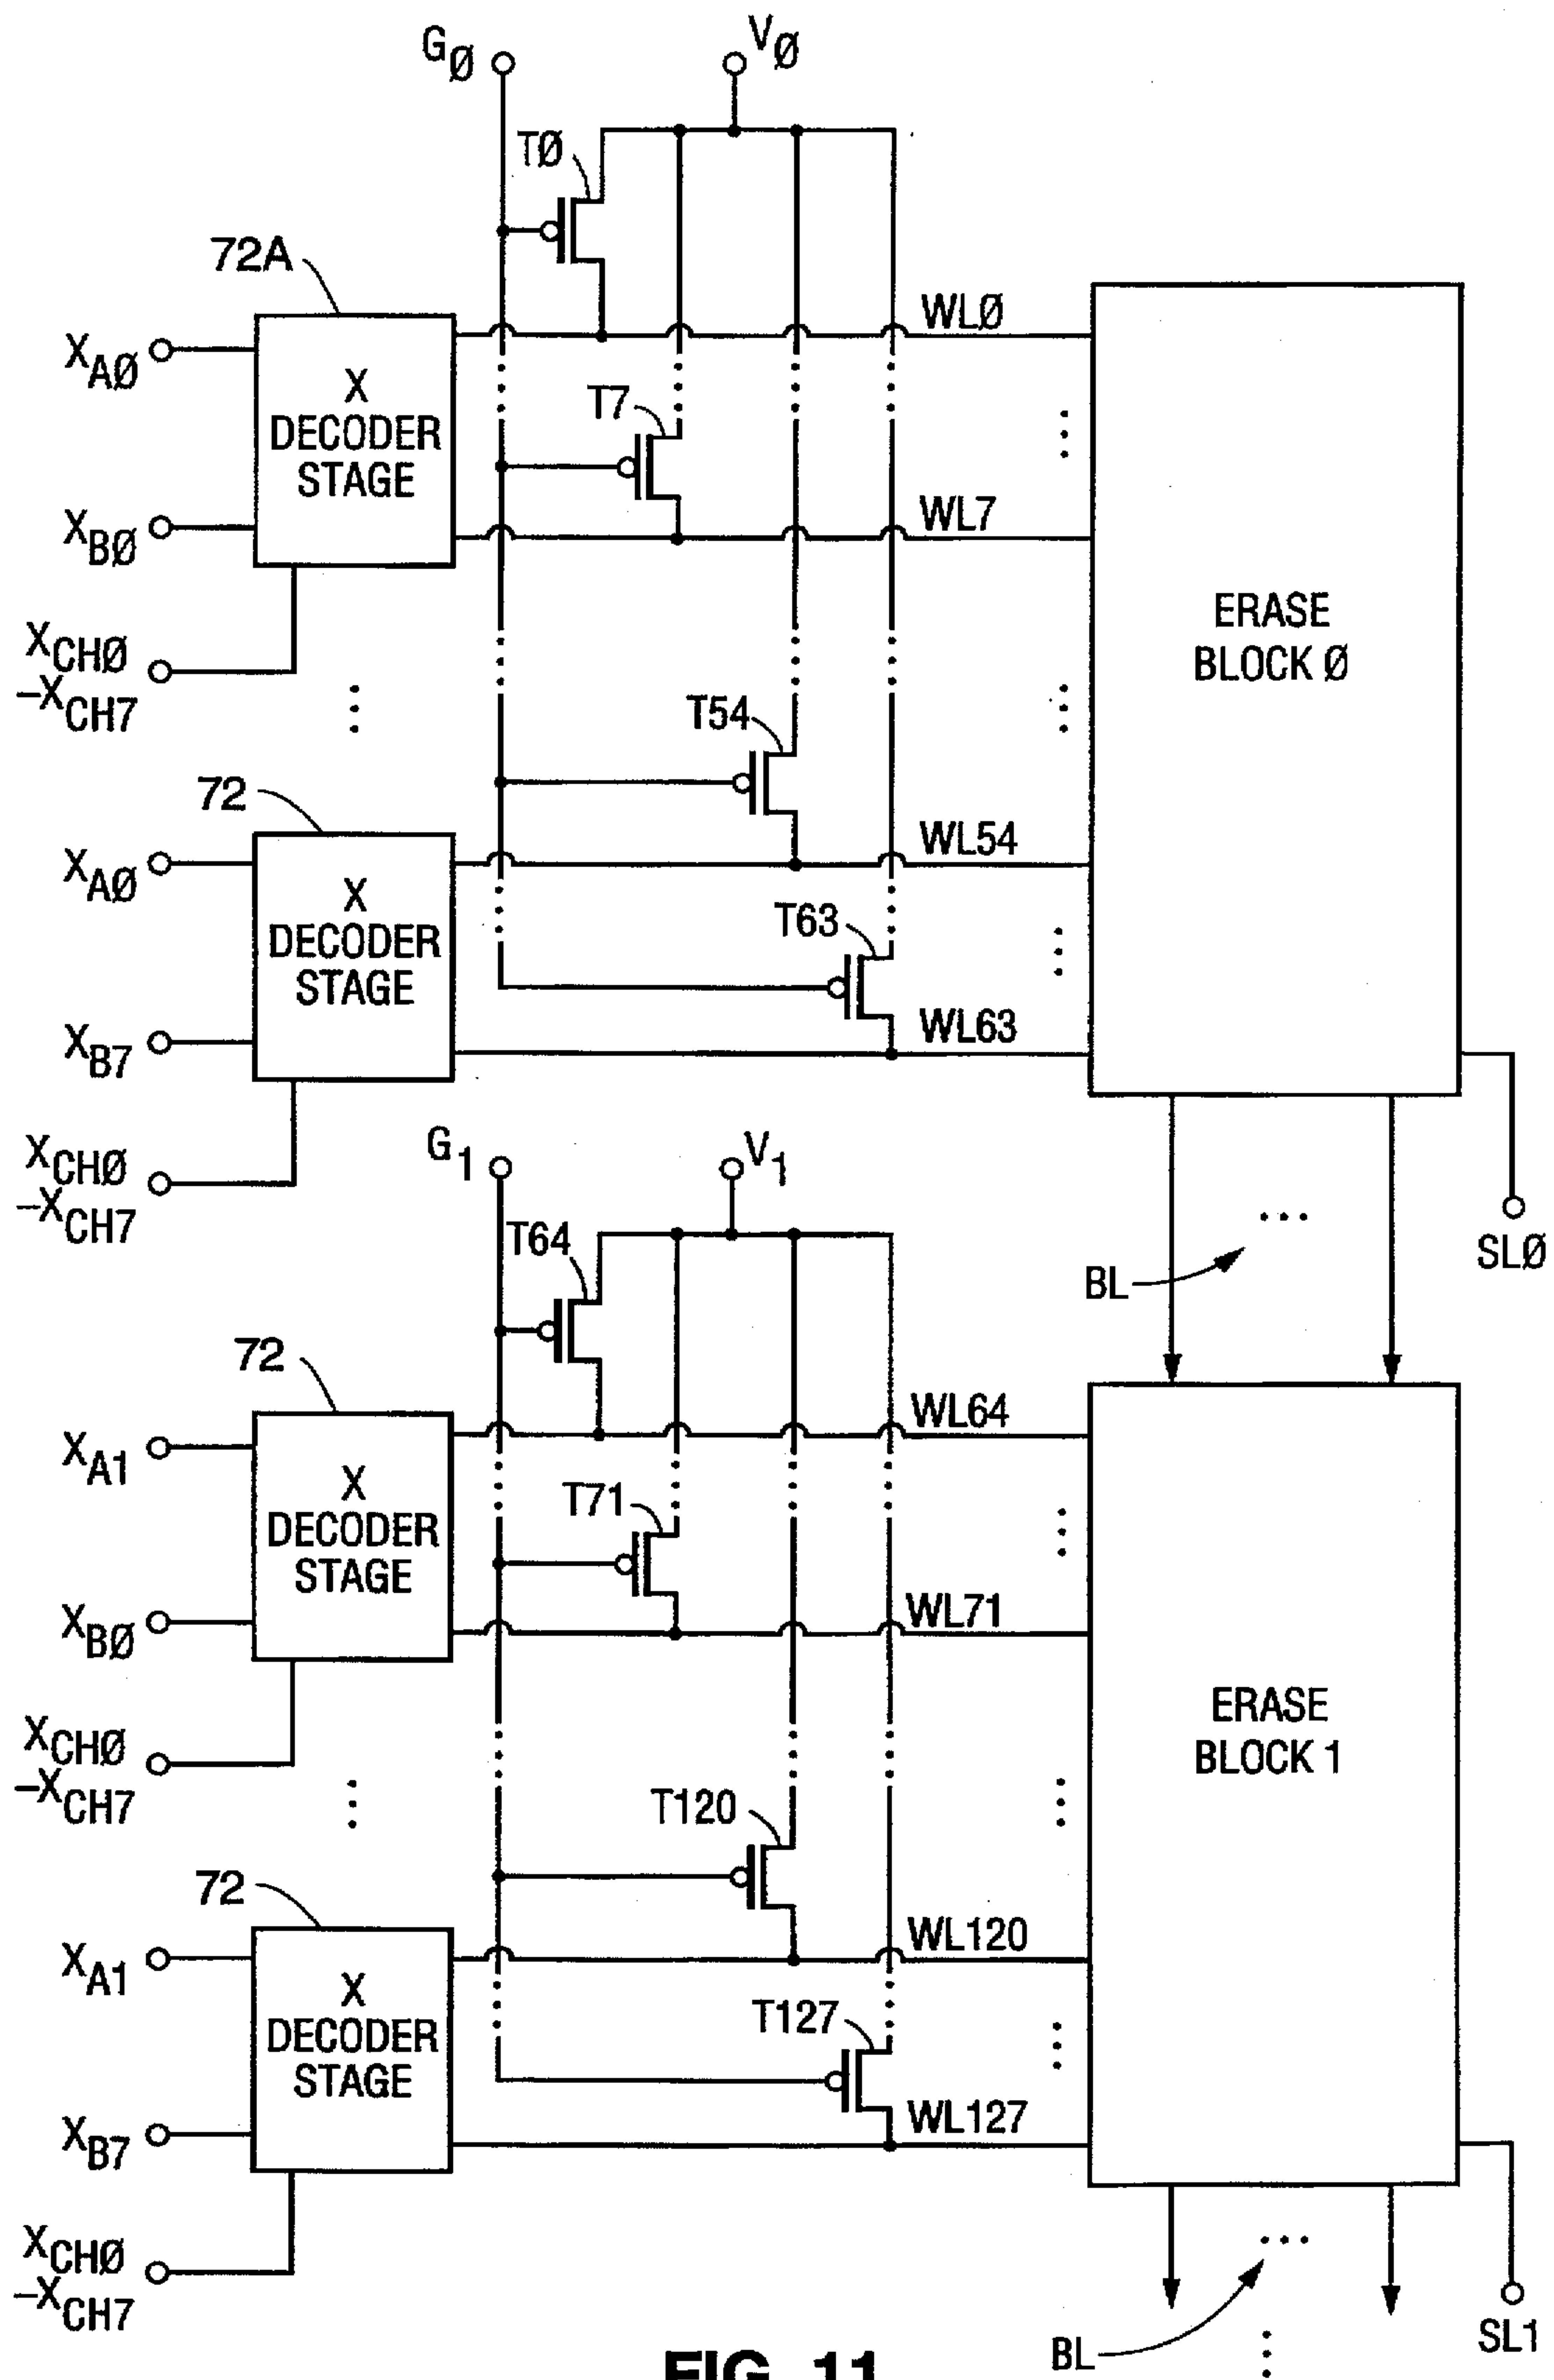 GØ
VØ
TØ
72A
XAØ
X
DECODER
STAGE
WLØ
T7
XBØ
WL7
XCHØ
-XCH7
ERASE
BLOCK Ø
T54
72
XAØ
X
DECODER
STAGE
WL54
T63
XB7
WL63
XCHØ
-XCH7
G1
V1
SLØ
BL
T64
72
XA1
X
DECODER
STAGE
WL64
T71
XBØ
WL71
XCHØ
-XCH7
ERASE
BLOCK 1
T120
72
XA1
X
DECODER
STAGE
WL120
T127
XB7
WL127
XCHØ
-XCH7
BL
SL1
FIG. 11